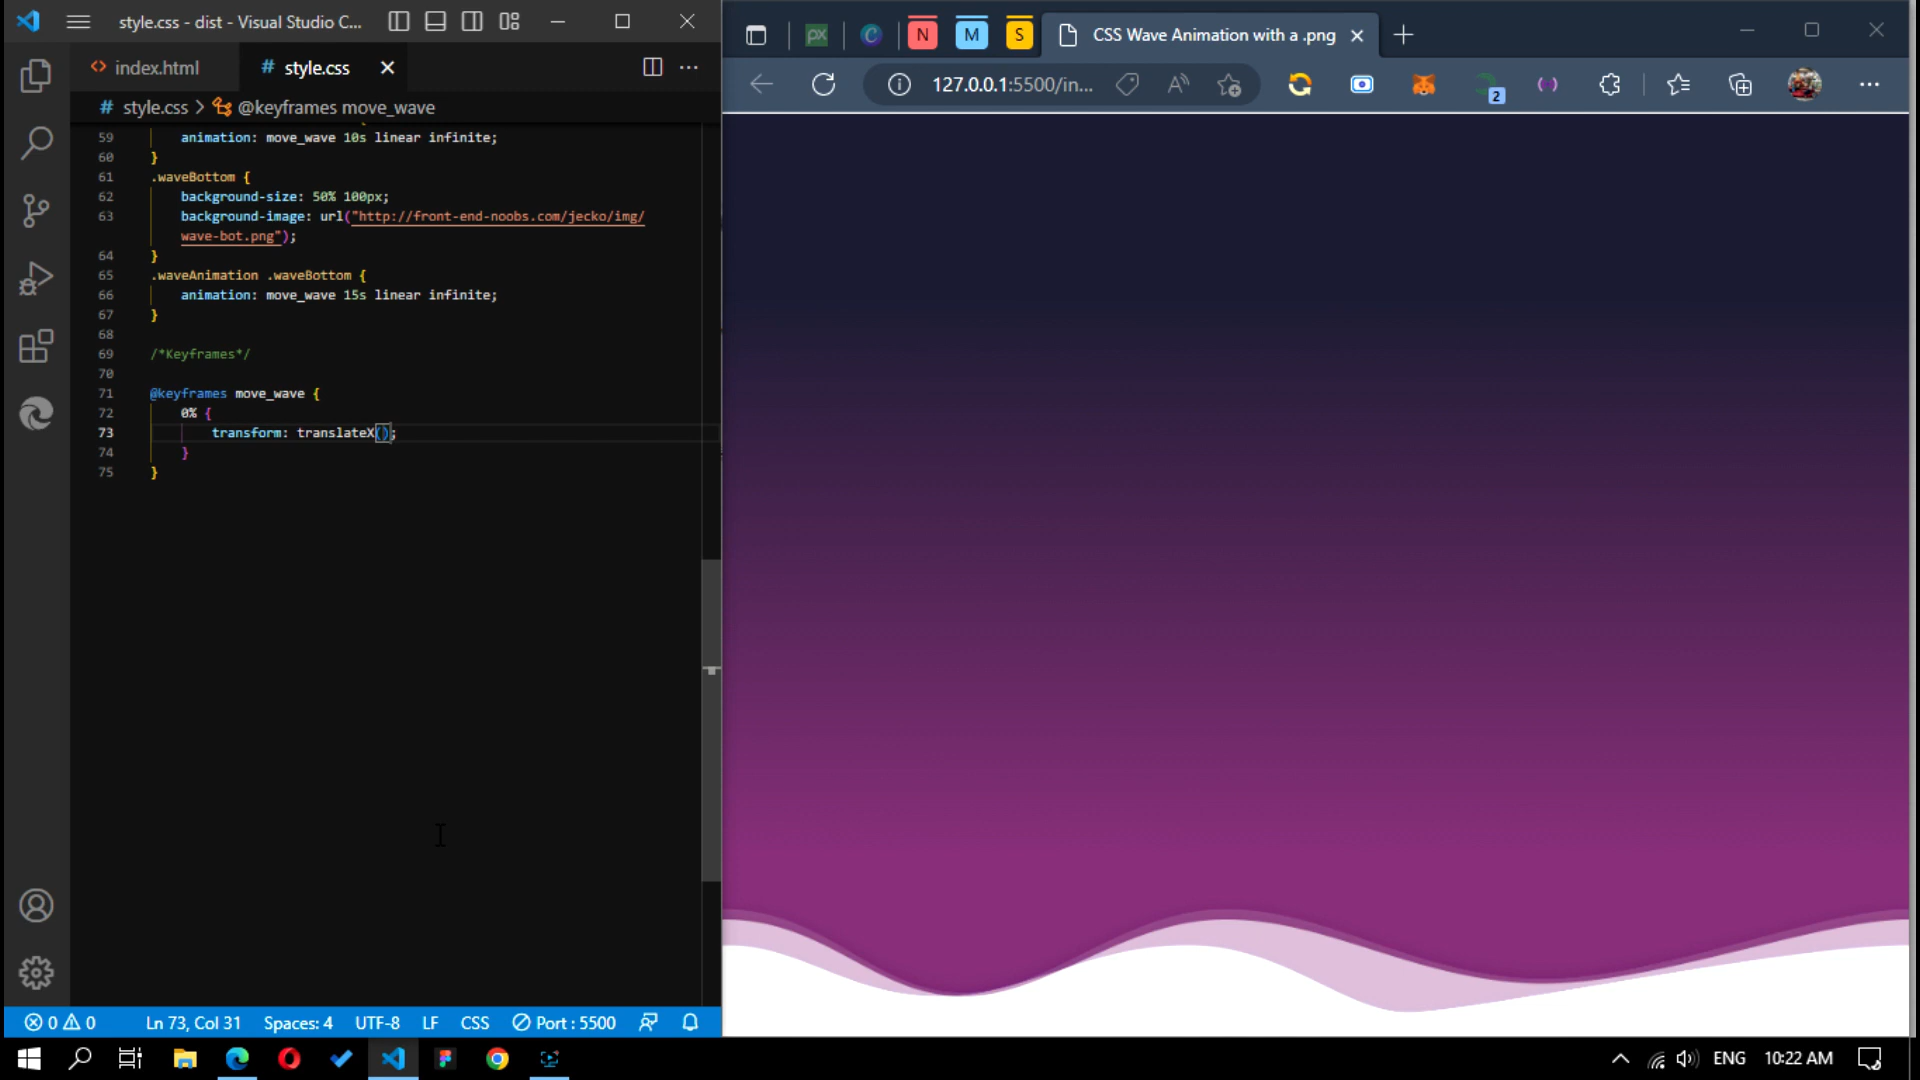 style.css - dist - Visual Studio C...
index.html
# style.css
# style.css > @keyframes move_wave
59 animation: move_wave 10s linear infinite;
60 }
61 .waveBottom {
62 background-size: 50% 100px;
63 background-image: url("http://front-end-noobs.com/jecko/img/
wave-bot.png");
64 }
65 .waveAnimation .waveBottom {
66 animation: move_wave 15s linear infinite;
67 }
68
69 /*Keyframes*/
70
71 @keyframes move_wave {
72 0% {
73 transform: translateX();
74 }
75 }
0 0 Ln 73, Col 31 Spaces: 4 UTF-8 LF CSS Port : 5500
px C N M S CSS Wave Animation with a .png
127.0.0.1:5500/in... A 2
ENG 10:22 AM